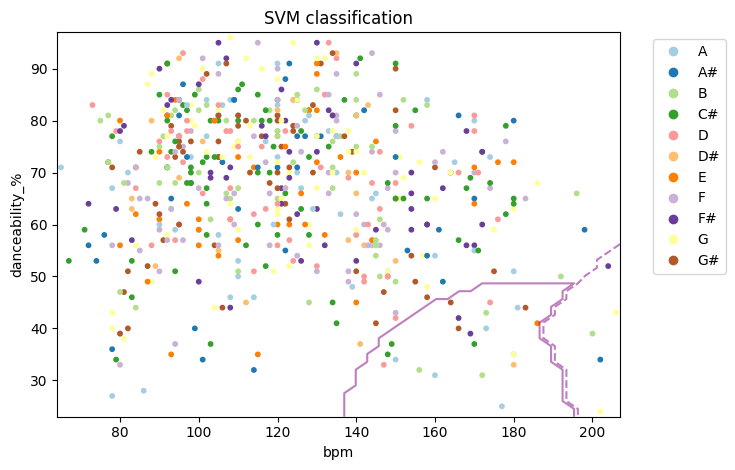 SVM classification
A
A#
B
C#
D
D#
E
F
F#
G
G#
danceability_%
90
80
70
60
50
40
30
80
100
120
140
160
180
200
bpm